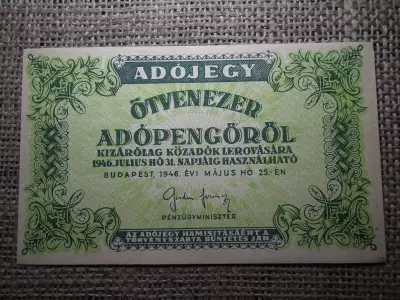 ADÓJEGY
ÖTVENEZER
ADÓPENGŐRŐL
KIZÁRÓLAG KÖZADÓK LEROVÁSÁRA
1946. JULIUS HÓ 31. NAPJÁIG HASZNÁLHATÓ
BUDAPEST, 1946. ÉVI MÁJUS HÓ 25.-ÉN
PÉNZÜGYMINISZTER
AZ ADÓJEGY HAMISÍTÁSÁÉRT A
TÖRVÉNYSZABTA BÜNTETÉS JÁR